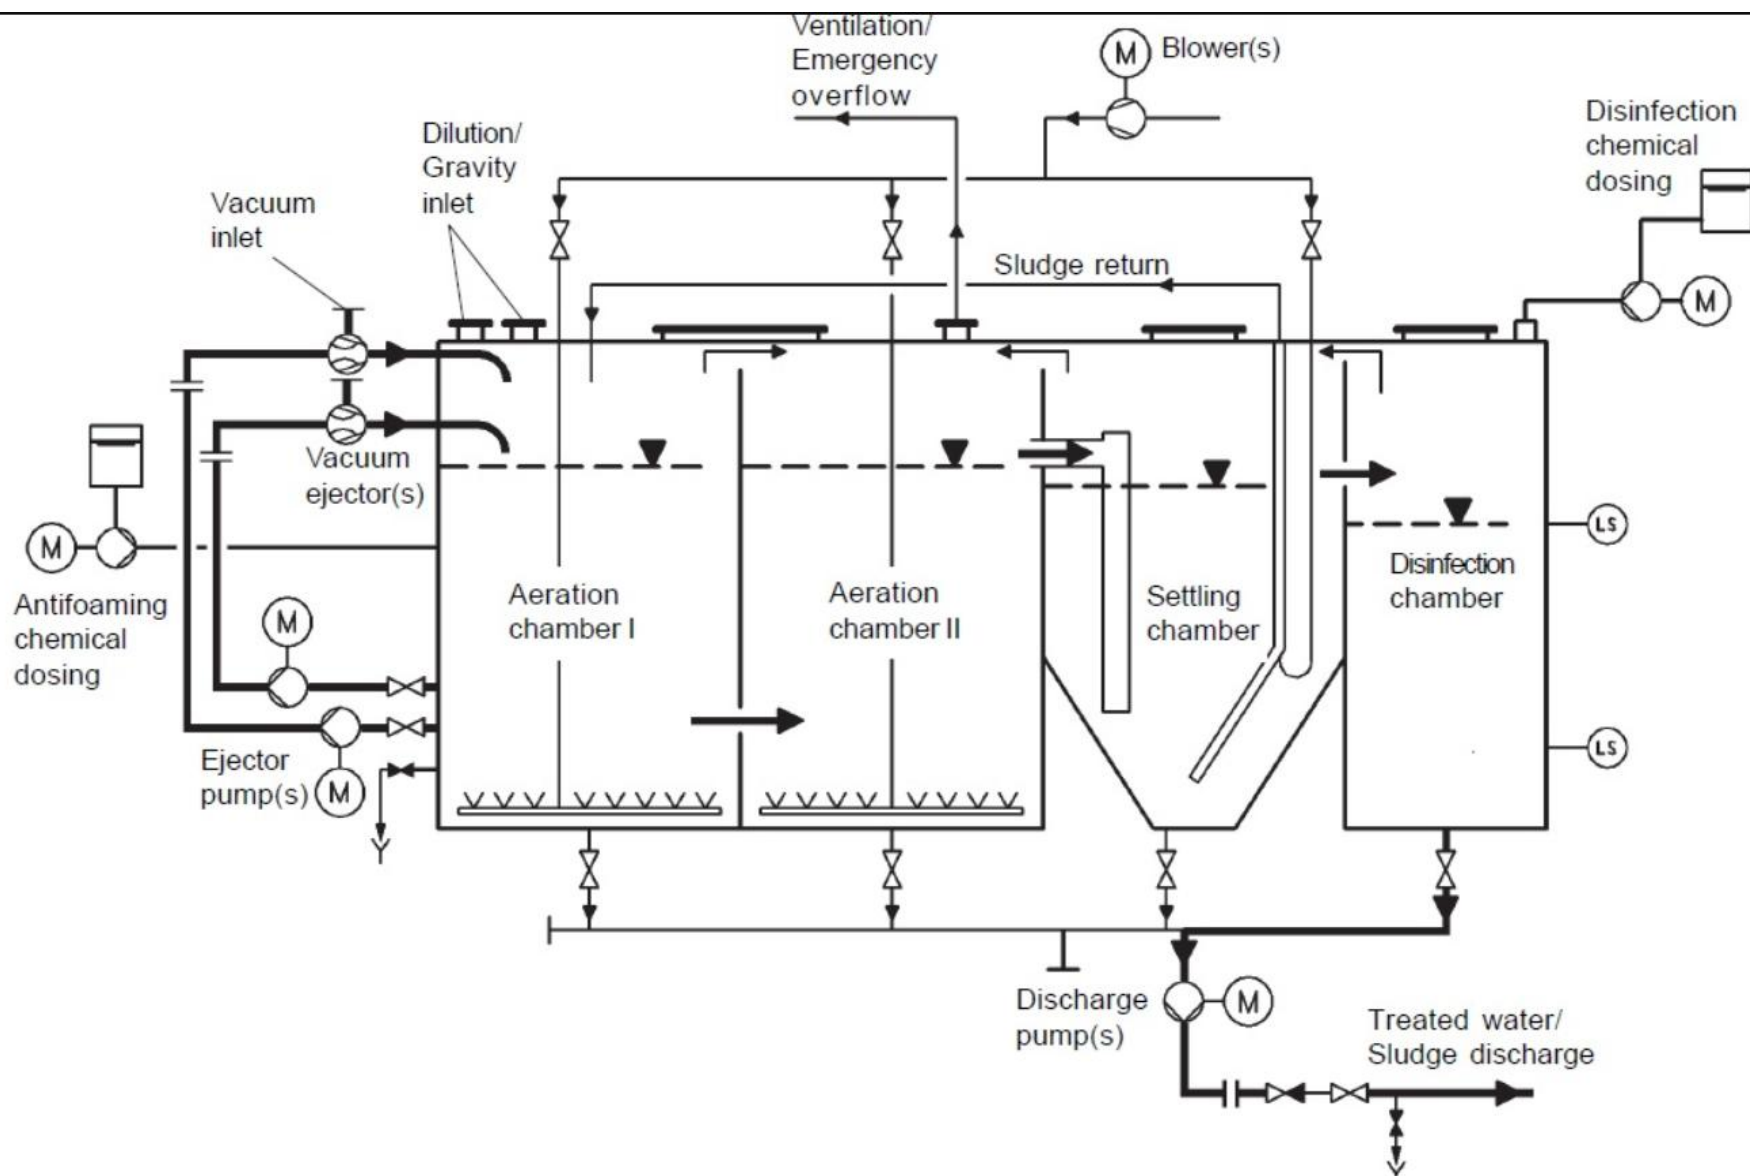 Ventilation/
Emergency
overflow
M
Blower(s)
Disinfection
chemical
dosing
M
Dilution/
Gravity
inlet
Vacuum
inlet
Sludge return
Vacuum
ejector(s)
M
Antifoaming
chemical
dosing
M
Ejector
pump(s)
M
Aeration
chamber I
Aeration
chamber II
Settling
chamber
Disinfection
chamber
LS
LS
Discharge
pump(s)
M
Treated water/
Sludge discharge